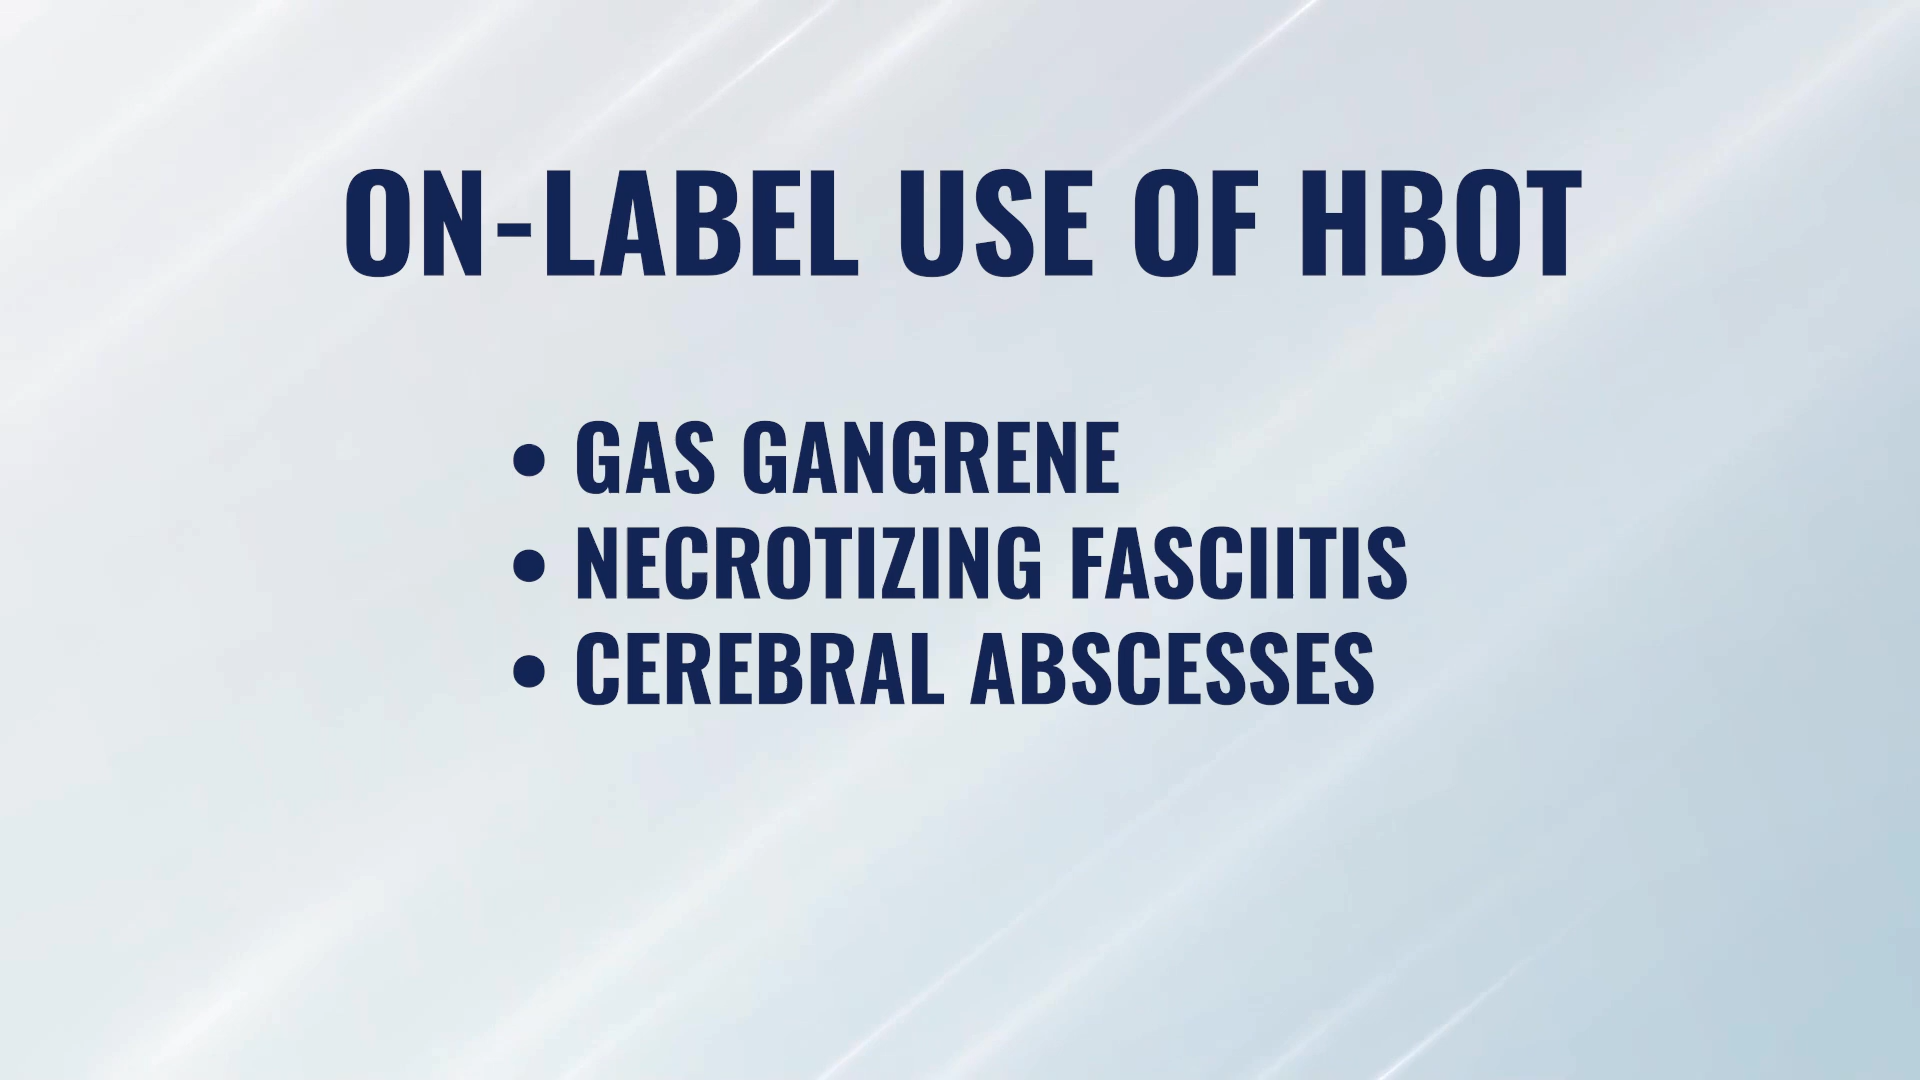 ON-LABEL USE OF HBOT
• GAS GANGRENE
• NECROTIZING FASCIITIS
• CEREBRAL ABSCESSES